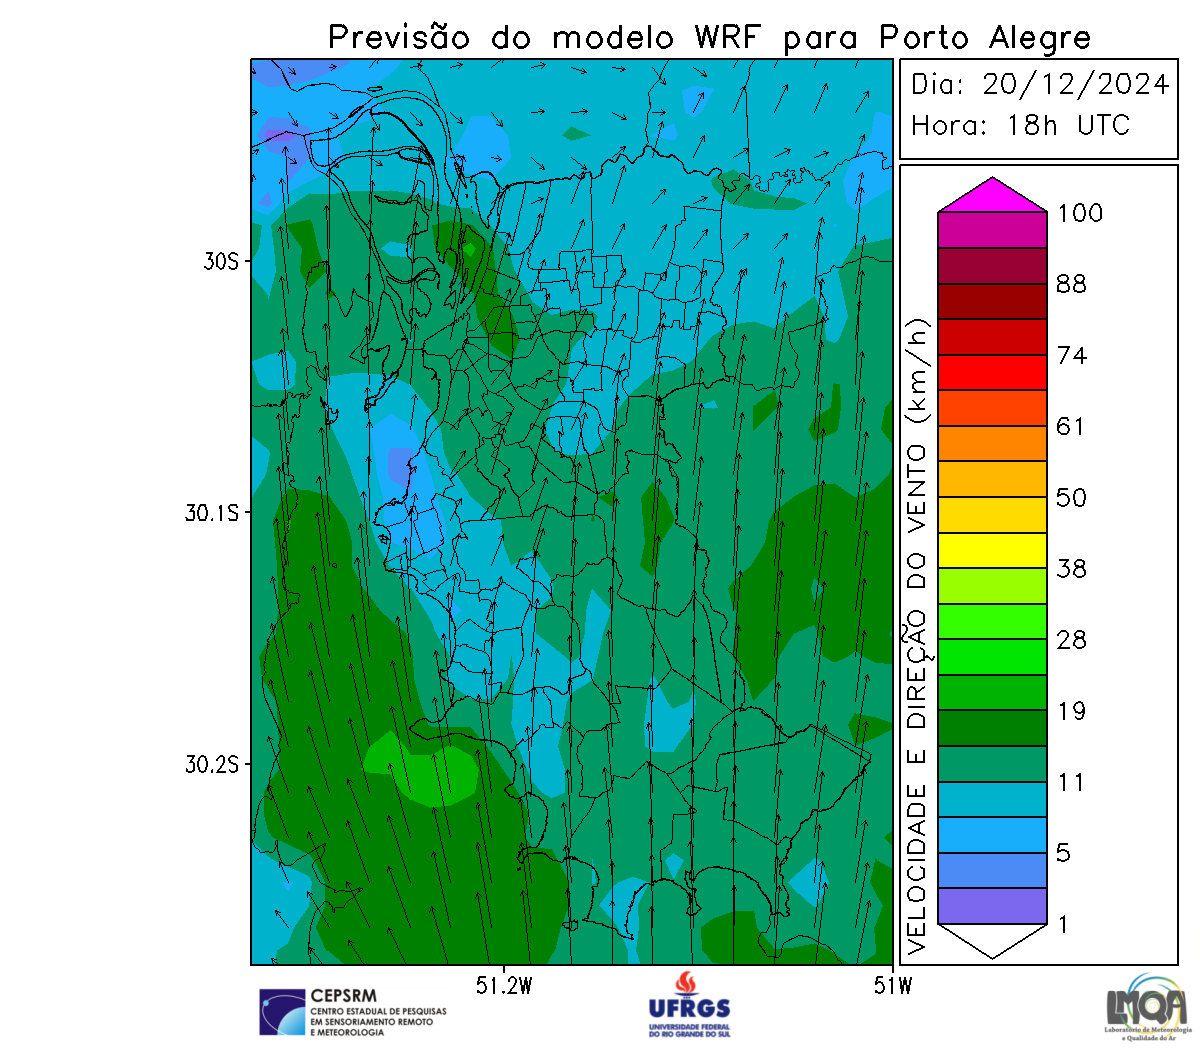 Previsão do modelo WRF para Porto Alegre
Dia: 20/12/2024
Hora: 18h UTC
VELOCIDADE E DIREÇÃO DO VENTO (km/h)
100
88
74
61
50
38
28
19
11
5
1
30S
30.1S
30.2S
51.2W
51W
CEPSRM
CENTRO ESTADUAL DE PESQUISAS
EM SENSORIAMENTO REMOTO
E METEOROLOGIA
UFRGS
UNIVERSIDADE FEDERAL
DO RIO GRANDE DO SUL
LMQA
Laboratório de Meteorologia
e Qualidade do Ar